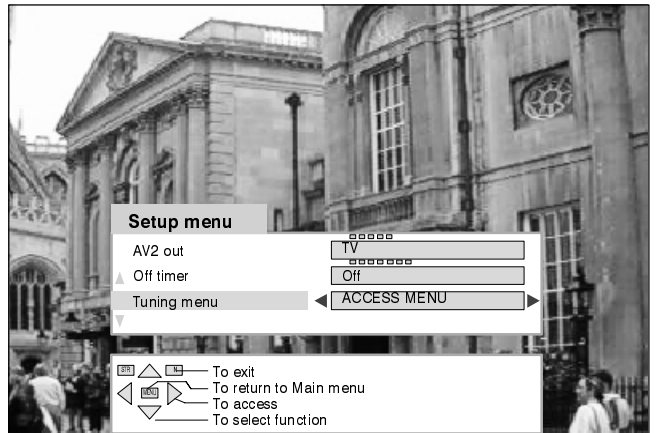 Setup menu
AV2 out TV
Off timer Off
Tuning menu ACCESS MENU
STR N To exit
MENU To return to Main menu
To access
To select function